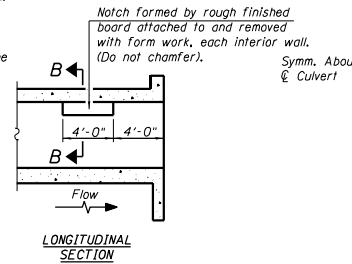 Notch formed by rough finished
board attached to and removed
with form work, each interior wall.
(Do not chamfer).
Symm. Abou
℄ Culvert
B
4'-0" 4'-0"
B
Flow
LONGITUDINAL
SECTION